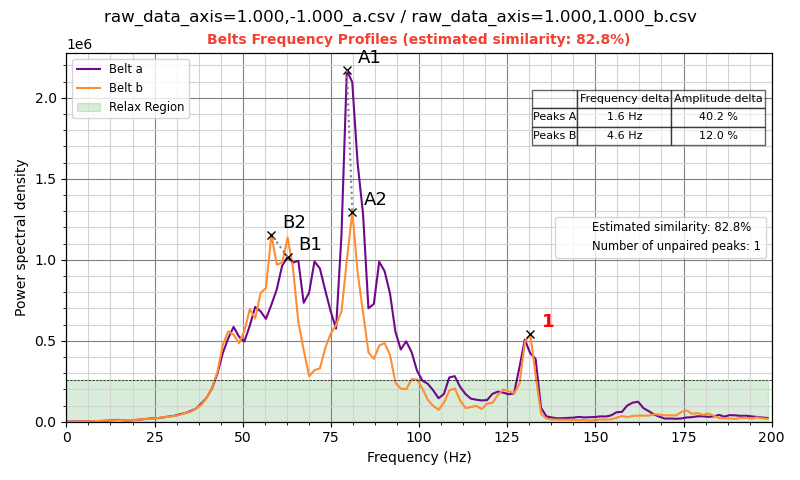 raw_data_axis=1.000,-1.000_a.csv / raw_data_axis=1.000,1.000_b.csv
Belts Frequency Profiles (estimated similarity: 82.8%)
1e6
Belt a
Belt b
Relax Region
A1
A2
B2
B1
1
Frequency delta Amplitude delta
Peaks A 1.6 Hz 40.2 %
Peaks B 4.6 Hz 12.0 %
Estimated similarity: 82.8%
Number of unpaired peaks: 1
Power spectral density
2.0
1.5
1.0
0.5
0.0
0 25 50 75 100 125 150 175 200
Frequency (Hz)